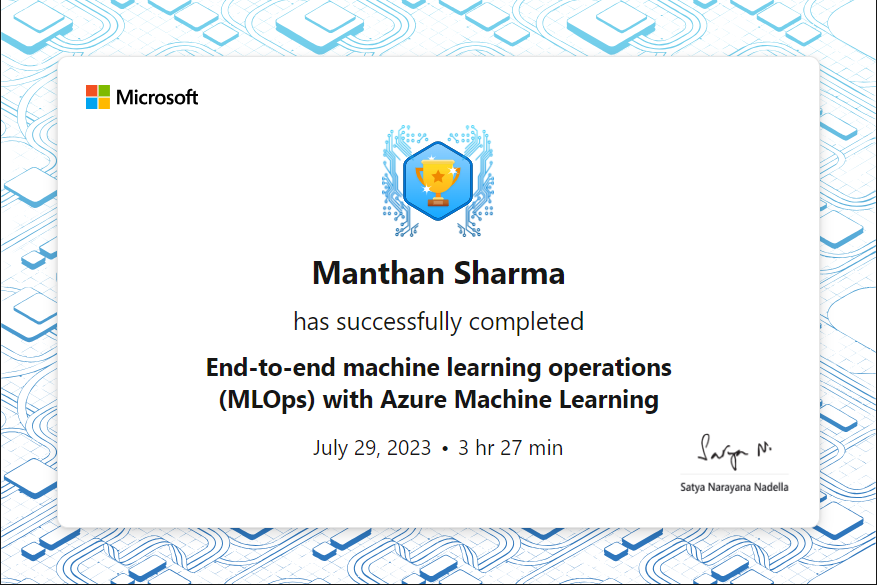 Microsoft
Manthan Sharma
has successfully completed
End-to-end machine learning operations
(MLOps) with Azure Machine Learning
July 29, 2023 • 3 hr 27 min
Satya N.
Satya Narayana Nadella